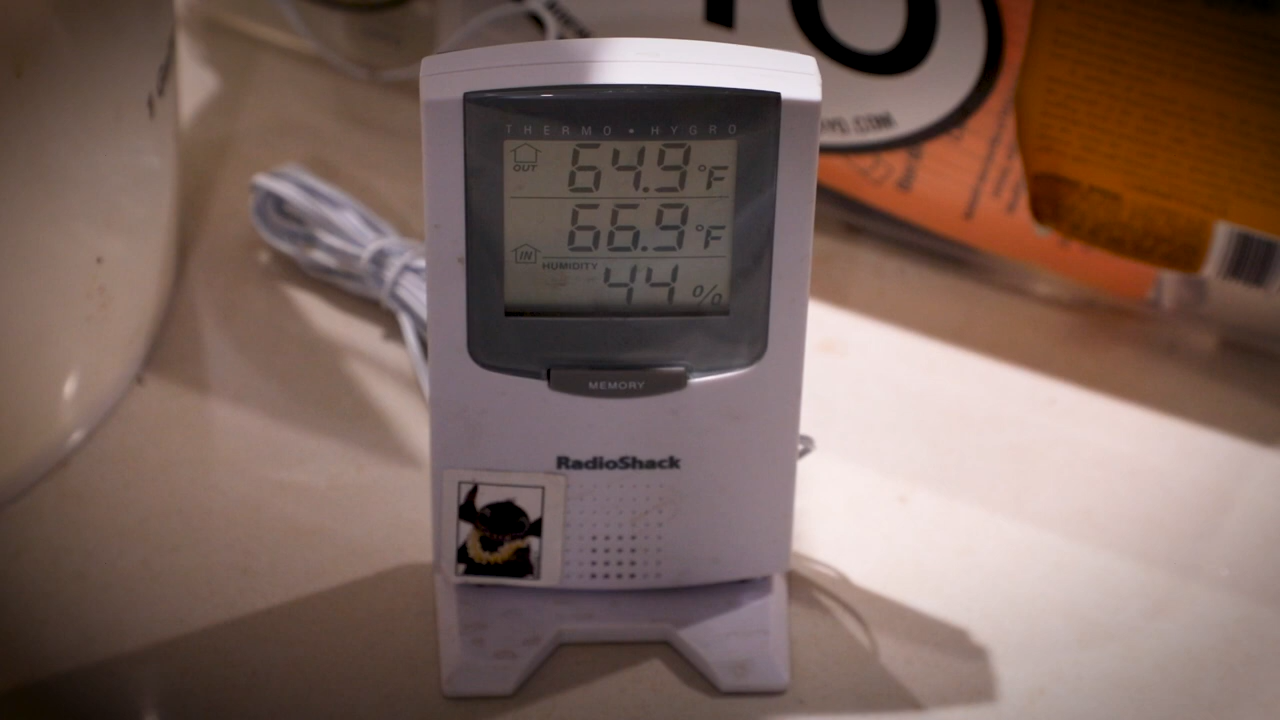 THERMO • HYGRO
OUT
64.9 °F
66.9 °F
IN
HUMIDITY
44 %
MEMORY
RadioShack